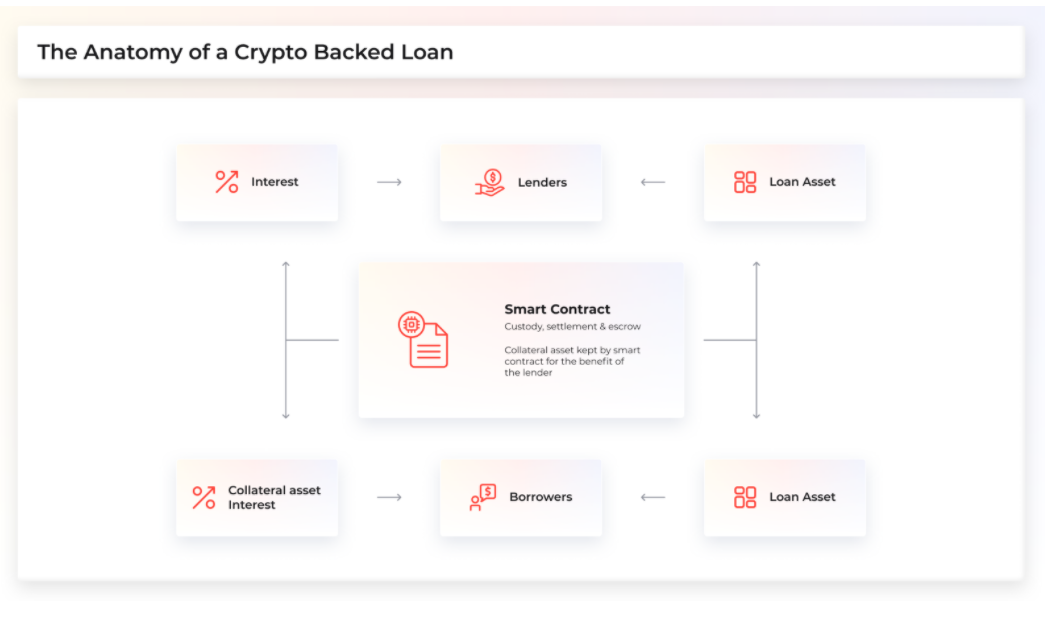 The Anatomy of a Crypto Backed Loan
Interest
Lenders
Loan Asset
Smart Contract
Custody, settlement & escrow
Collateral asset kept by smart
contract for the benefit of
the lender
Collateral asset
Interest
Borrowers
Loan Asset